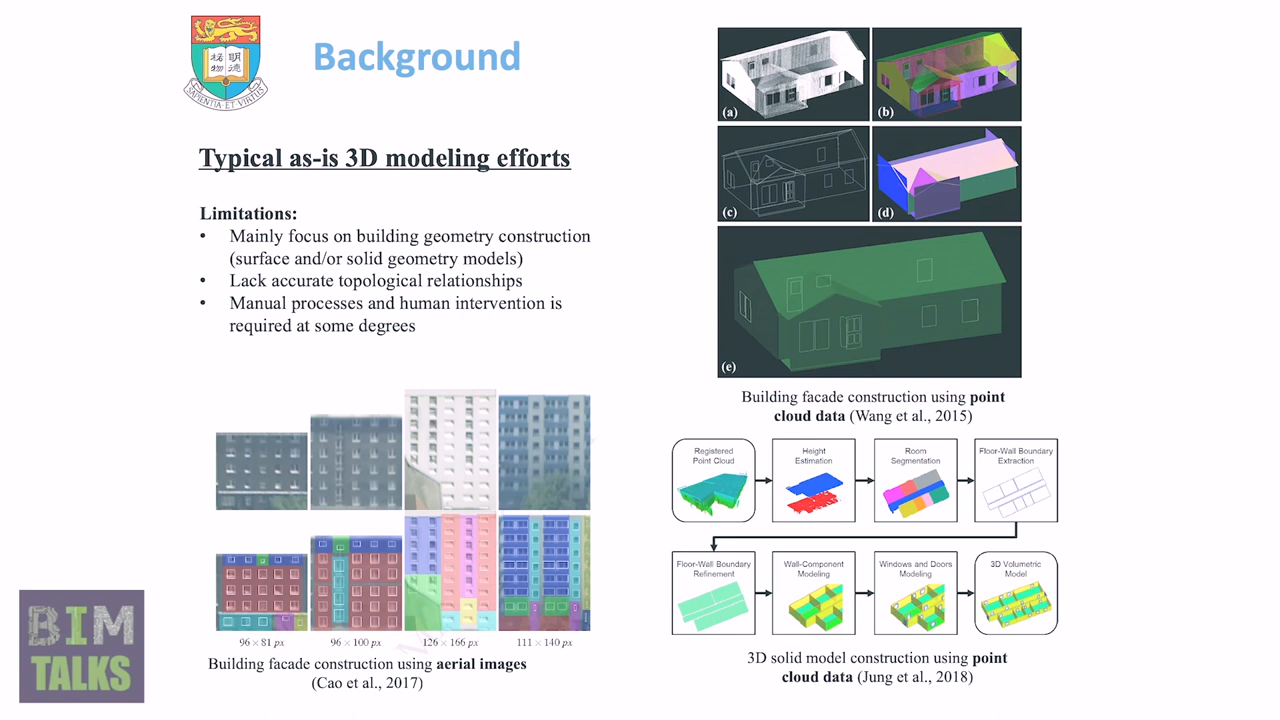 Background
Typical as-is 3D modeling efforts
Limitations:
• Mainly focus on building geometry construction
(surface and/or solid geometry models)
• Lack accurate topological relationships
• Manual processes and human intervention is
required at some degrees
96 × 81 px
96 × 100 px
126 × 166 px
111 × 140 px
Building facade construction using aerial images
(Cao et al., 2017)
(a)
(b)
(c)
(d)
(e)
Building facade construction using point
cloud data (Wang et al., 2015)
Registered
Point Cloud
Height
Estimation
Room
Segmentation
Floor-Wall Boundary
Extraction
Floor-Wall Boundary
Refinement
Wall-Component
Modeling
Windows and Doors
Modeling
3D Volumetric
Model
3D solid model construction using point
cloud data (Jung et al., 2018)
SAPIENTIA ET VIRTUS
明德
格物
BIM
TALKS